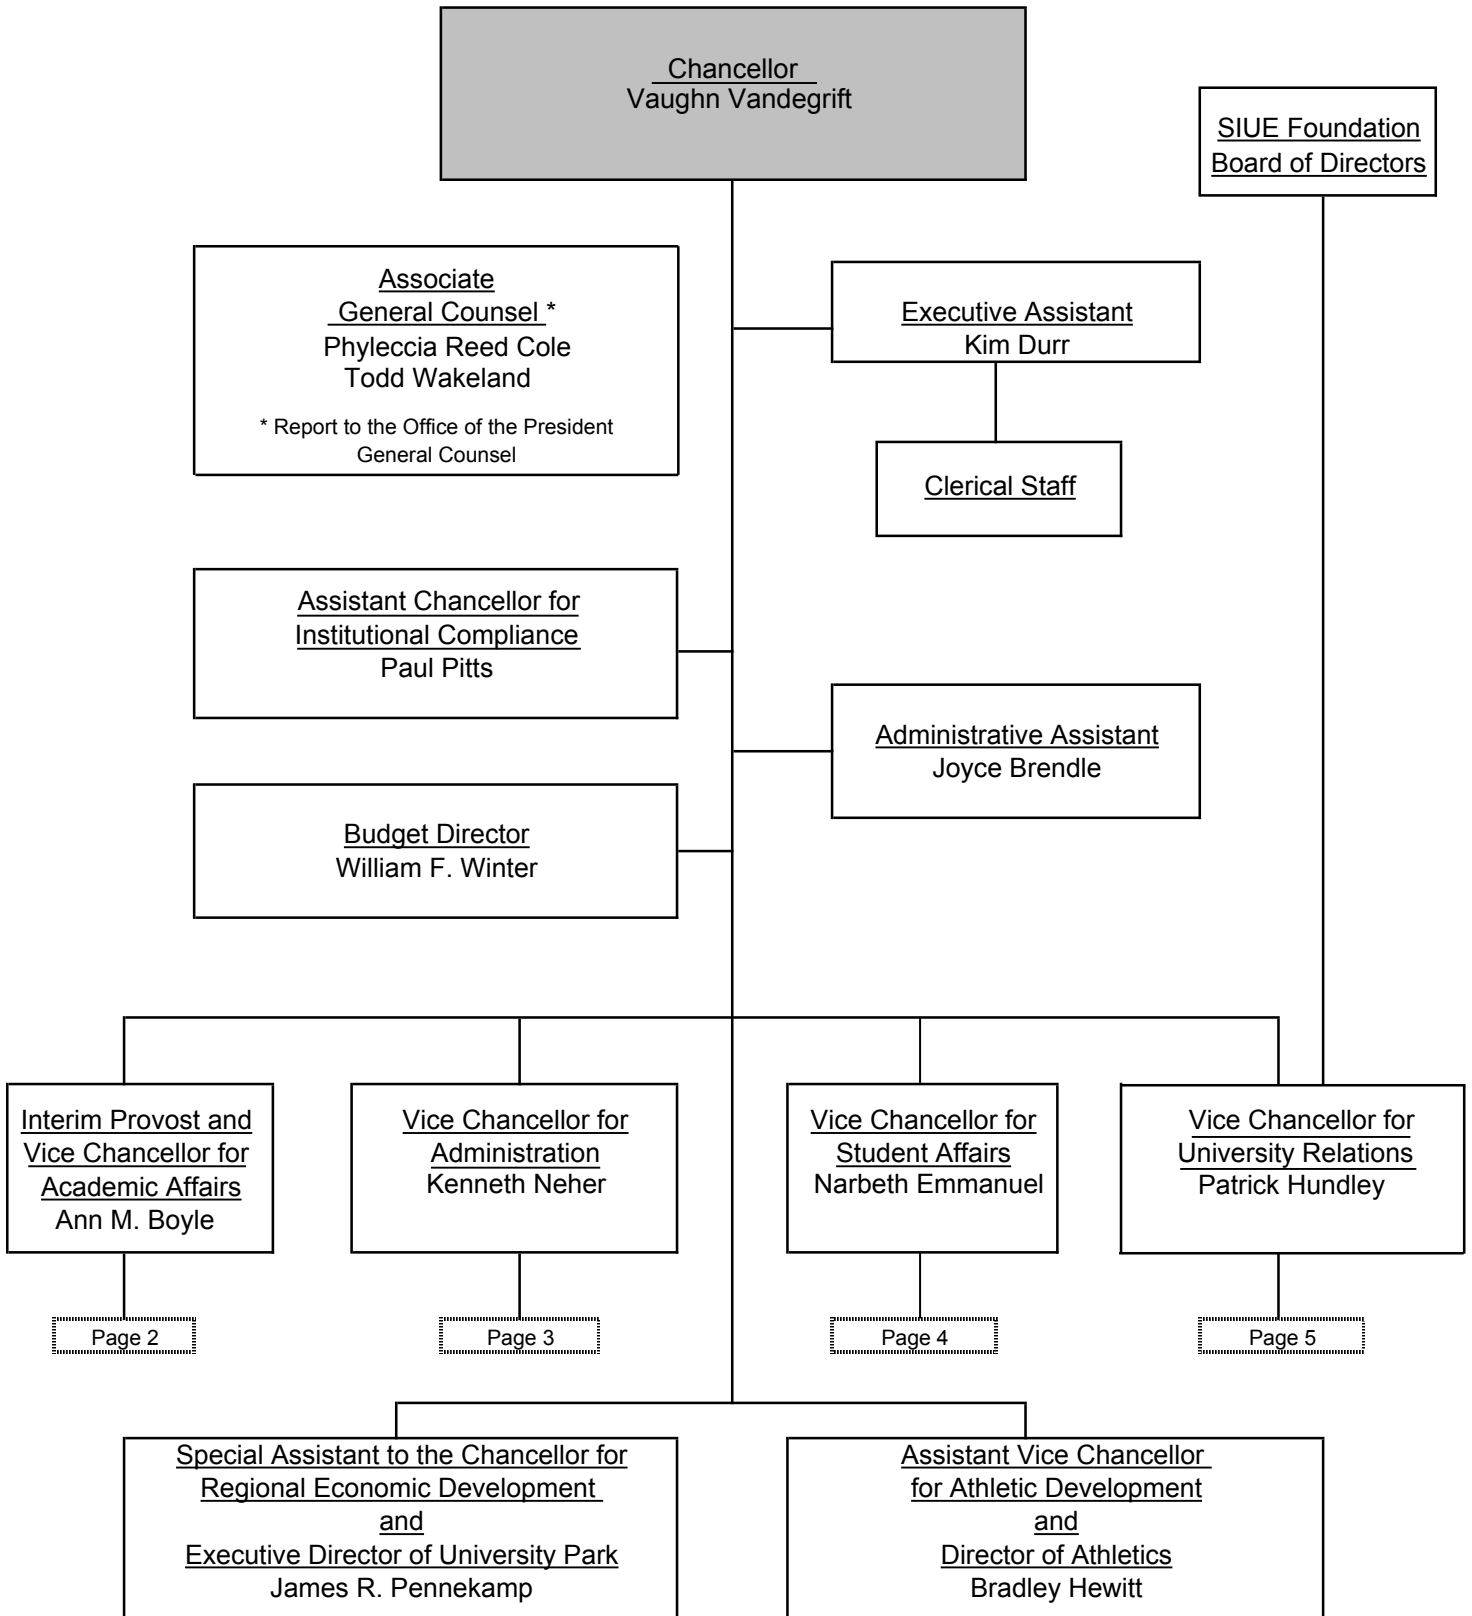 Chancellor
Vaughn Vandegrift
SIUE Foundation
Board of Directors
Associate
General Counsel *
Phyleccia Reed Cole
Todd Wakeland
* Report to the Office of the President
General Counsel
Executive Assistant
Kim Durr
Clerical Staff
Assistant Chancellor for
Institutional Compliance
Paul Pitts
Administrative Assistant
Joyce Brendle
Budget Director
William F. Winter
Interim Provost and
Vice Chancellor for
Academic Affairs
Ann M. Boyle
Vice Chancellor for
Administration
Kenneth Neher
Vice Chancellor for
Student Affairs
Narbeth Emmanuel
Vice Chancellor for
University Relations
Patrick Hundley
Page 2
Page 3
Page 4
Page 5
Special Assistant to the Chancellor for
Regional Economic Development
and
Executive Director of University Park
James R. Pennekamp
Assistant Vice Chancellor
for Athletic Development
and
Director of Athletics
Bradley Hewitt